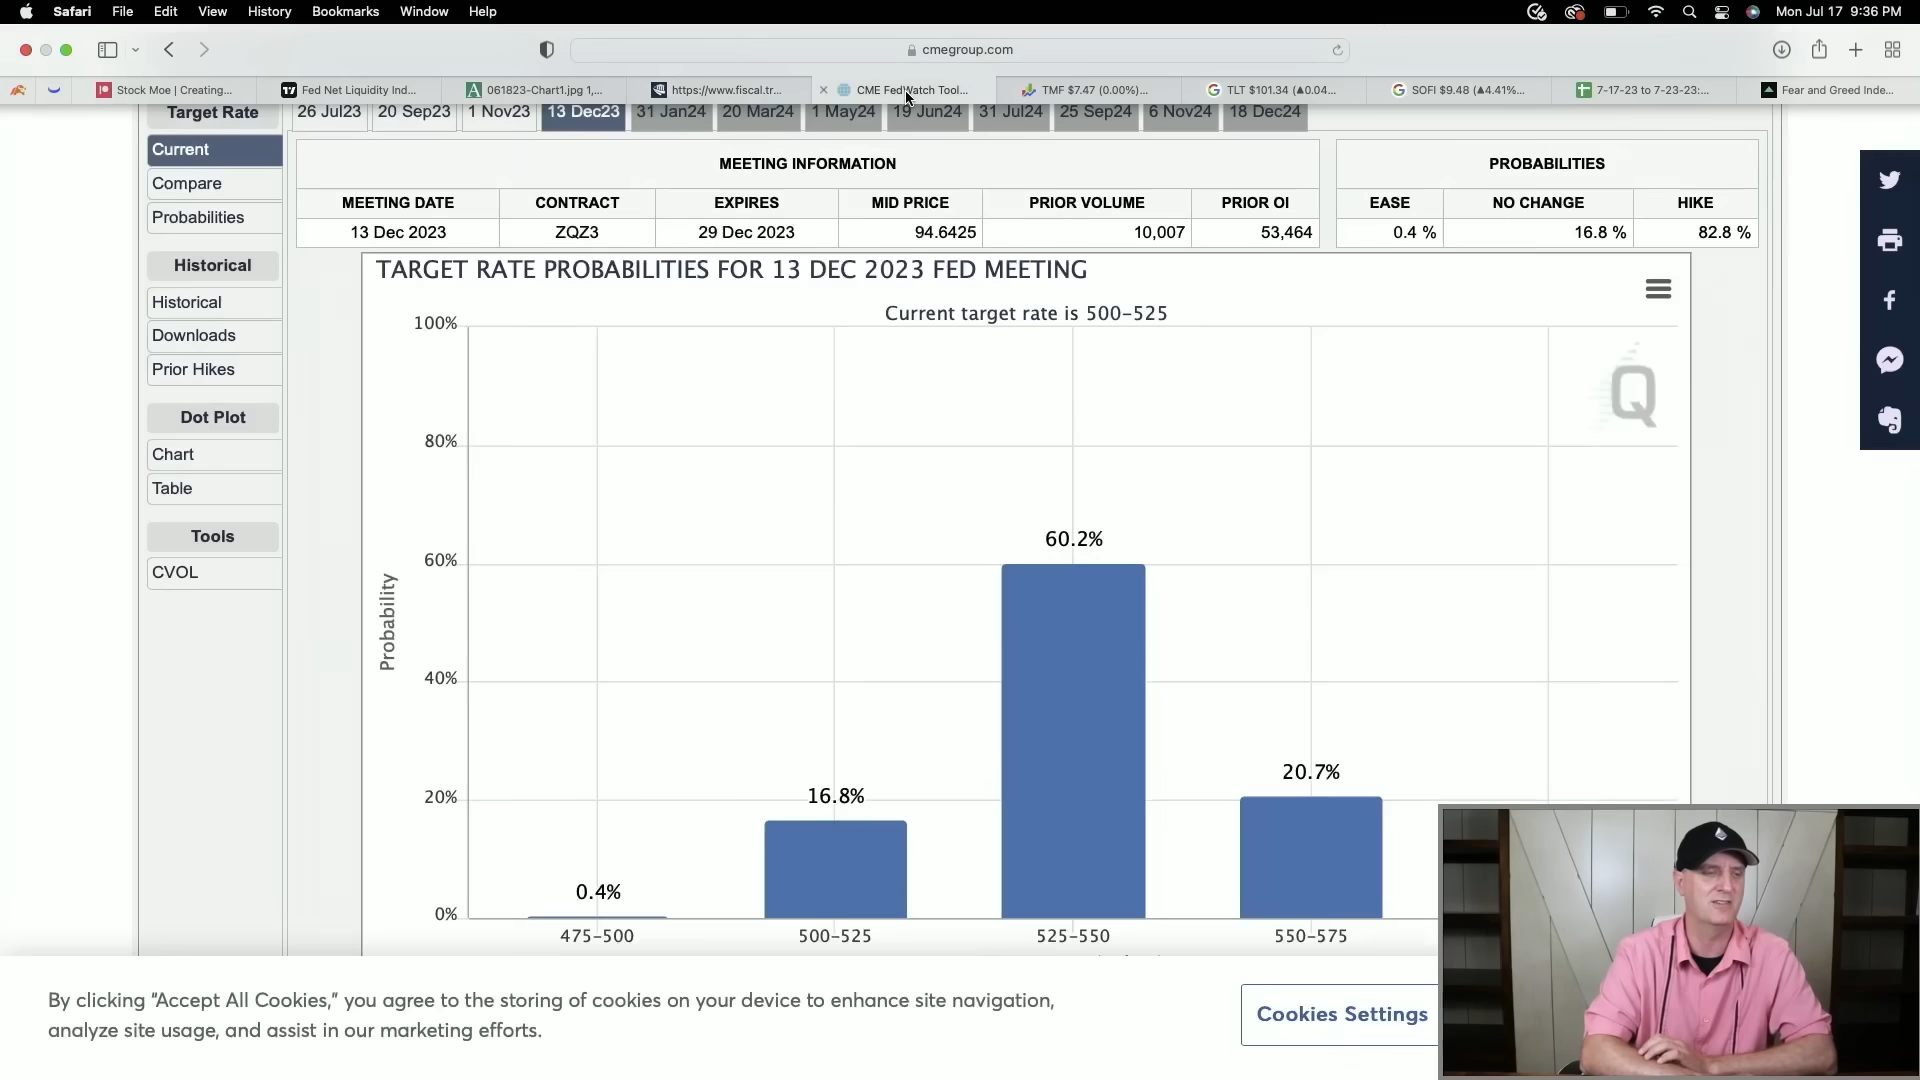 Safari File Edit View History Bookmarks Window Help Mon Jul 17 9:36 PM
cmegroup.com
Stock Moe | Creating... Fed Net Liquidity Ind... 061823-Chart1.jpg 1,... https://www.fiscal.tr... CME FedWatch Tool... TMF $7.47 (0.00%)... TLT $101.34 (▲0.04... SOFI $9.48 (▲4.41%... 7-17-23 to 7-23-23:... Fear and Greed Inde...
Target Rate
26 Jul23 20 Sep23 1 Nov23 13 Dec23 31 Jan24 20 Mar24 1 May24 19 Jun24 31 Jul24 25 Sep24 6 Nov24 18 Dec24
Current
Compare
Probabilities
Historical
Historical
Downloads
Prior Hikes
Dot Plot
Chart
Table
Tools
CVOL
MEETING INFORMATION
MEETING DATE CONTRACT EXPIRES MID PRICE PRIOR VOLUME PRIOR OI
13 Dec 2023 ZQZ3 29 Dec 2023 94.6425 10,007 53,464
PROBABILITIES
EASE NO CHANGE HIKE
0.4 % 16.8 % 82.8 %
TARGET RATE PROBABILITIES FOR 13 DEC 2023 FED MEETING
Current target rate is 500-525
Q
Probability
100%
80%
60%
40%
20%
0%
0.4%
16.8%
60.2%
20.7%
475-500 500-525 525-550 550-575
By clicking “Accept All Cookies,” you agree to the storing of cookies on your device to enhance site navigation,
analyze site usage, and assist in our marketing efforts.
Cookies Settings